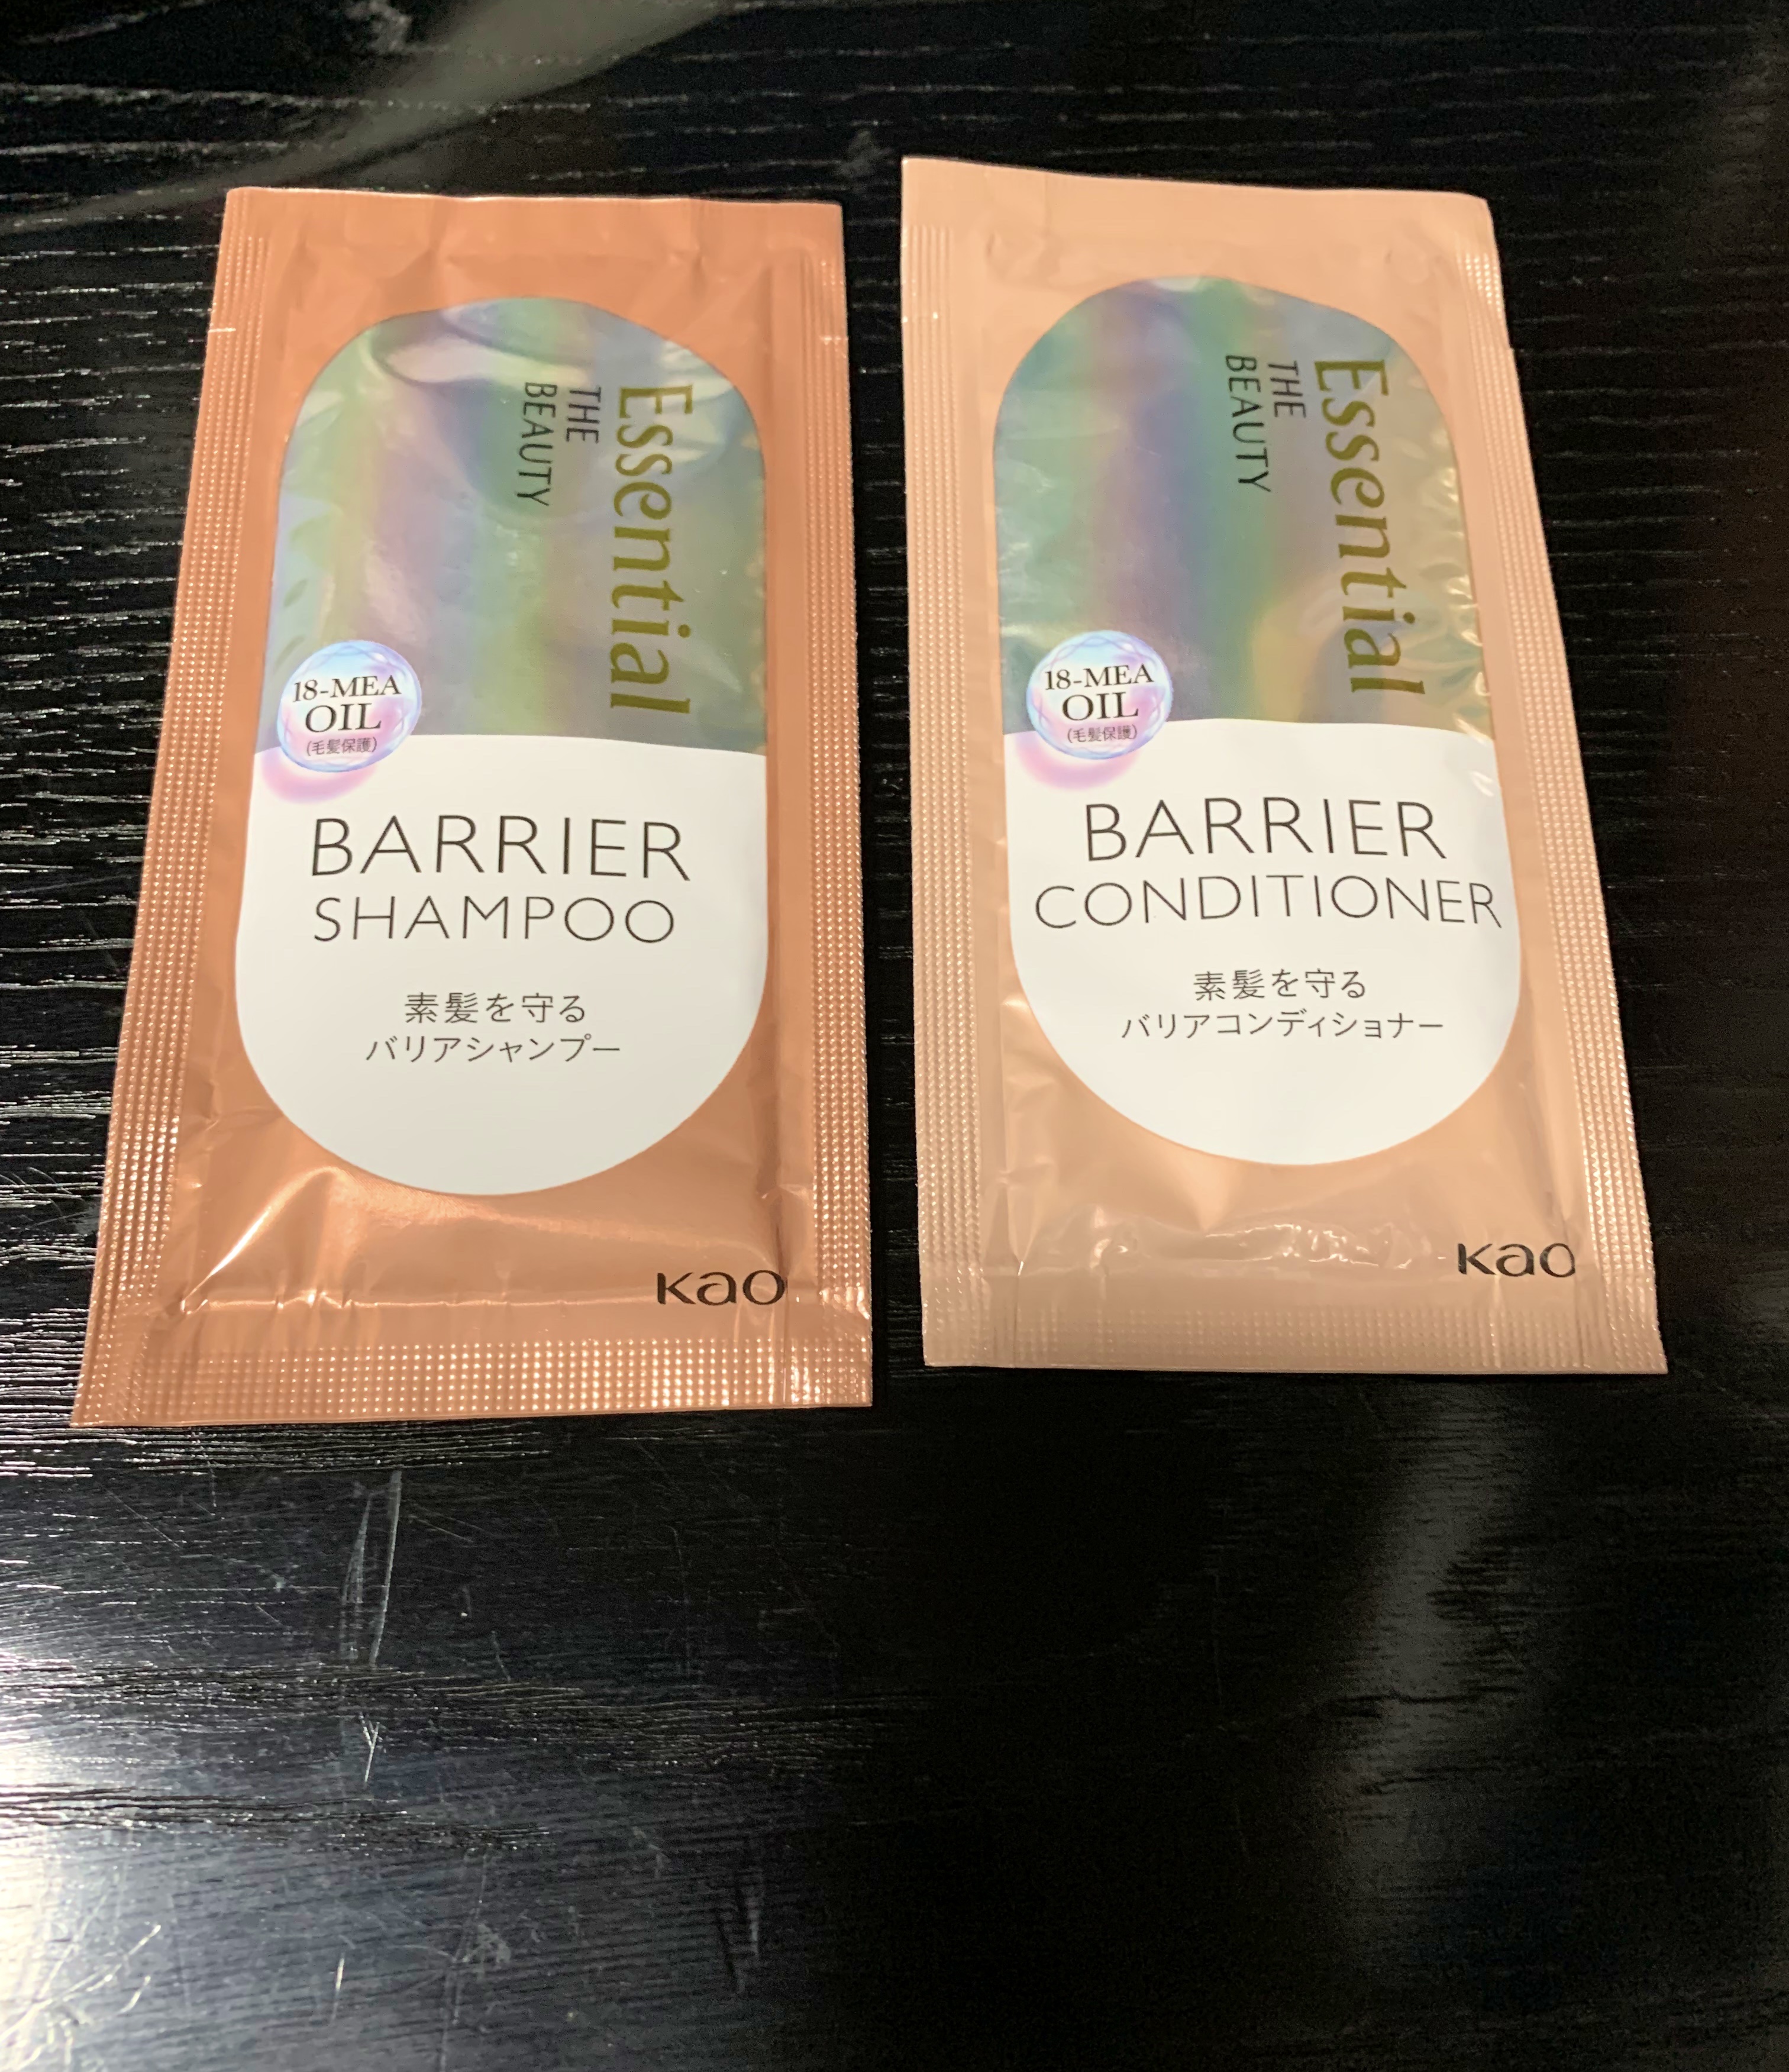 Essential
THE
BEAUTY
18-MEA
OIL
(毛髪保護)
BARRIER
SHAMPOO
素髪を守る
バリアシャンプー
Kao
Essential
THE
BEAUTY
18-MEA
OIL
(毛髪保護)
BARRIER
CONDITIONER
素髪を守る
バリアコンディショナー
Kao